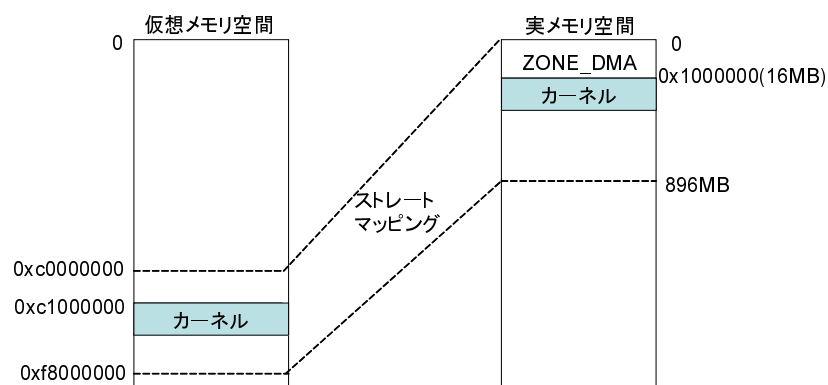 仮想メモリ空間
実メモリ空間
0
0
ZONE_DMA
0x1000000(16MB)
カーネル
896MB
ストレート
マッピング
0xc0000000
0xc1000000
カーネル
0xf8000000